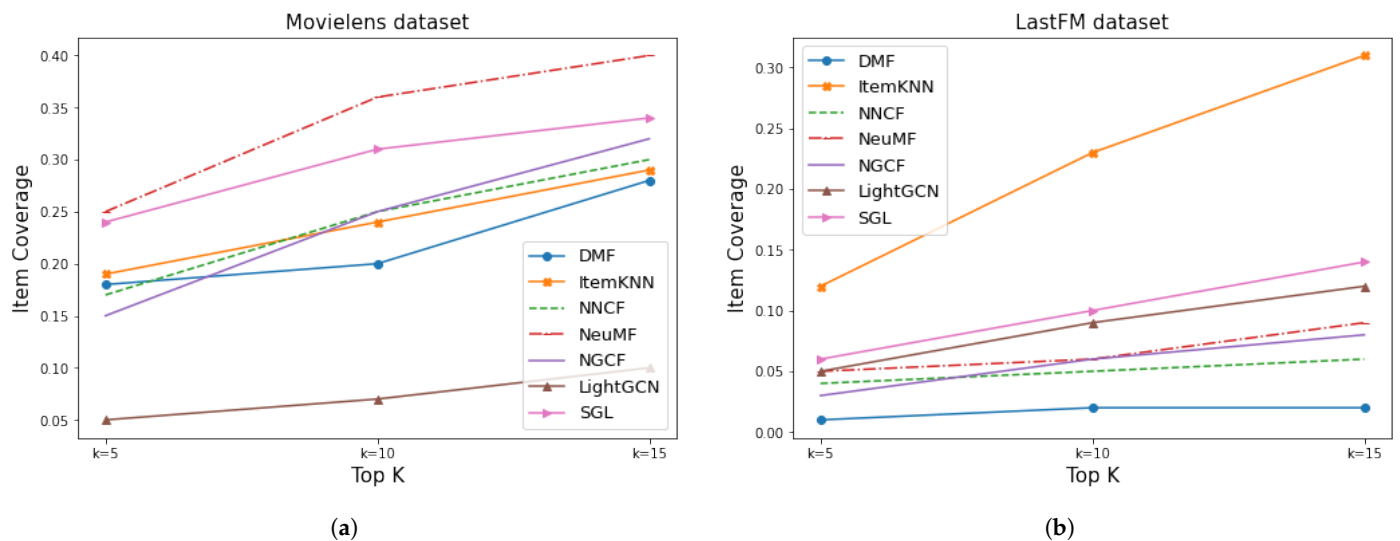 Movielens dataset
0.40
0.35
0.30
0.25
0.20
0.15
0.10
0.05
Item Coverage
DMF
ItemKNN
NNCF
NeuMF
NGCF
LightGCN
SGL
k=5 k=10 k=15
Top K
(a)
LastFM dataset
0.30
0.25
0.20
0.15
0.10
0.05
0.00
Item Coverage
DMF
ItemKNN
NNCF
NeuMF
NGCF
LightGCN
SGL
k=5 k=10 k=15
Top K
(b)